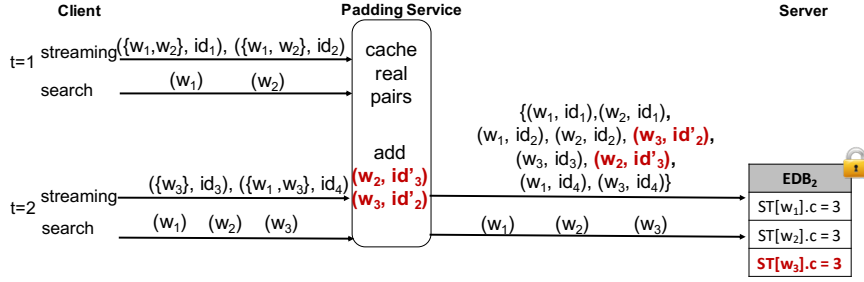 Client Padding Service Server
t=1
streaming ({w₁,w₂}, id₁), ({w₁, w₂}, id₂)
search (w₁) (w₂)
cache
real
pairs
add
(w₂, id'₃)
(w₃, id'₂)
{(w₁, id₁),(w₂, id₁),
(w₁, id₂), (w₂, id₂), (w₃, id'₂),
(w₃, id₃), (w₂, id'₃),
(w₁, id₄), (w₃, id₄)}
t=2
streaming ({w₃}, id₃), ({w₁ ,w₃}, id₄)
search (w₁) (w₂) (w₃)
(w₁) (w₂) (w₃)
EDB₂
ST[w₁].c = 3
ST[w₂].c = 3
ST[w₃].c = 3